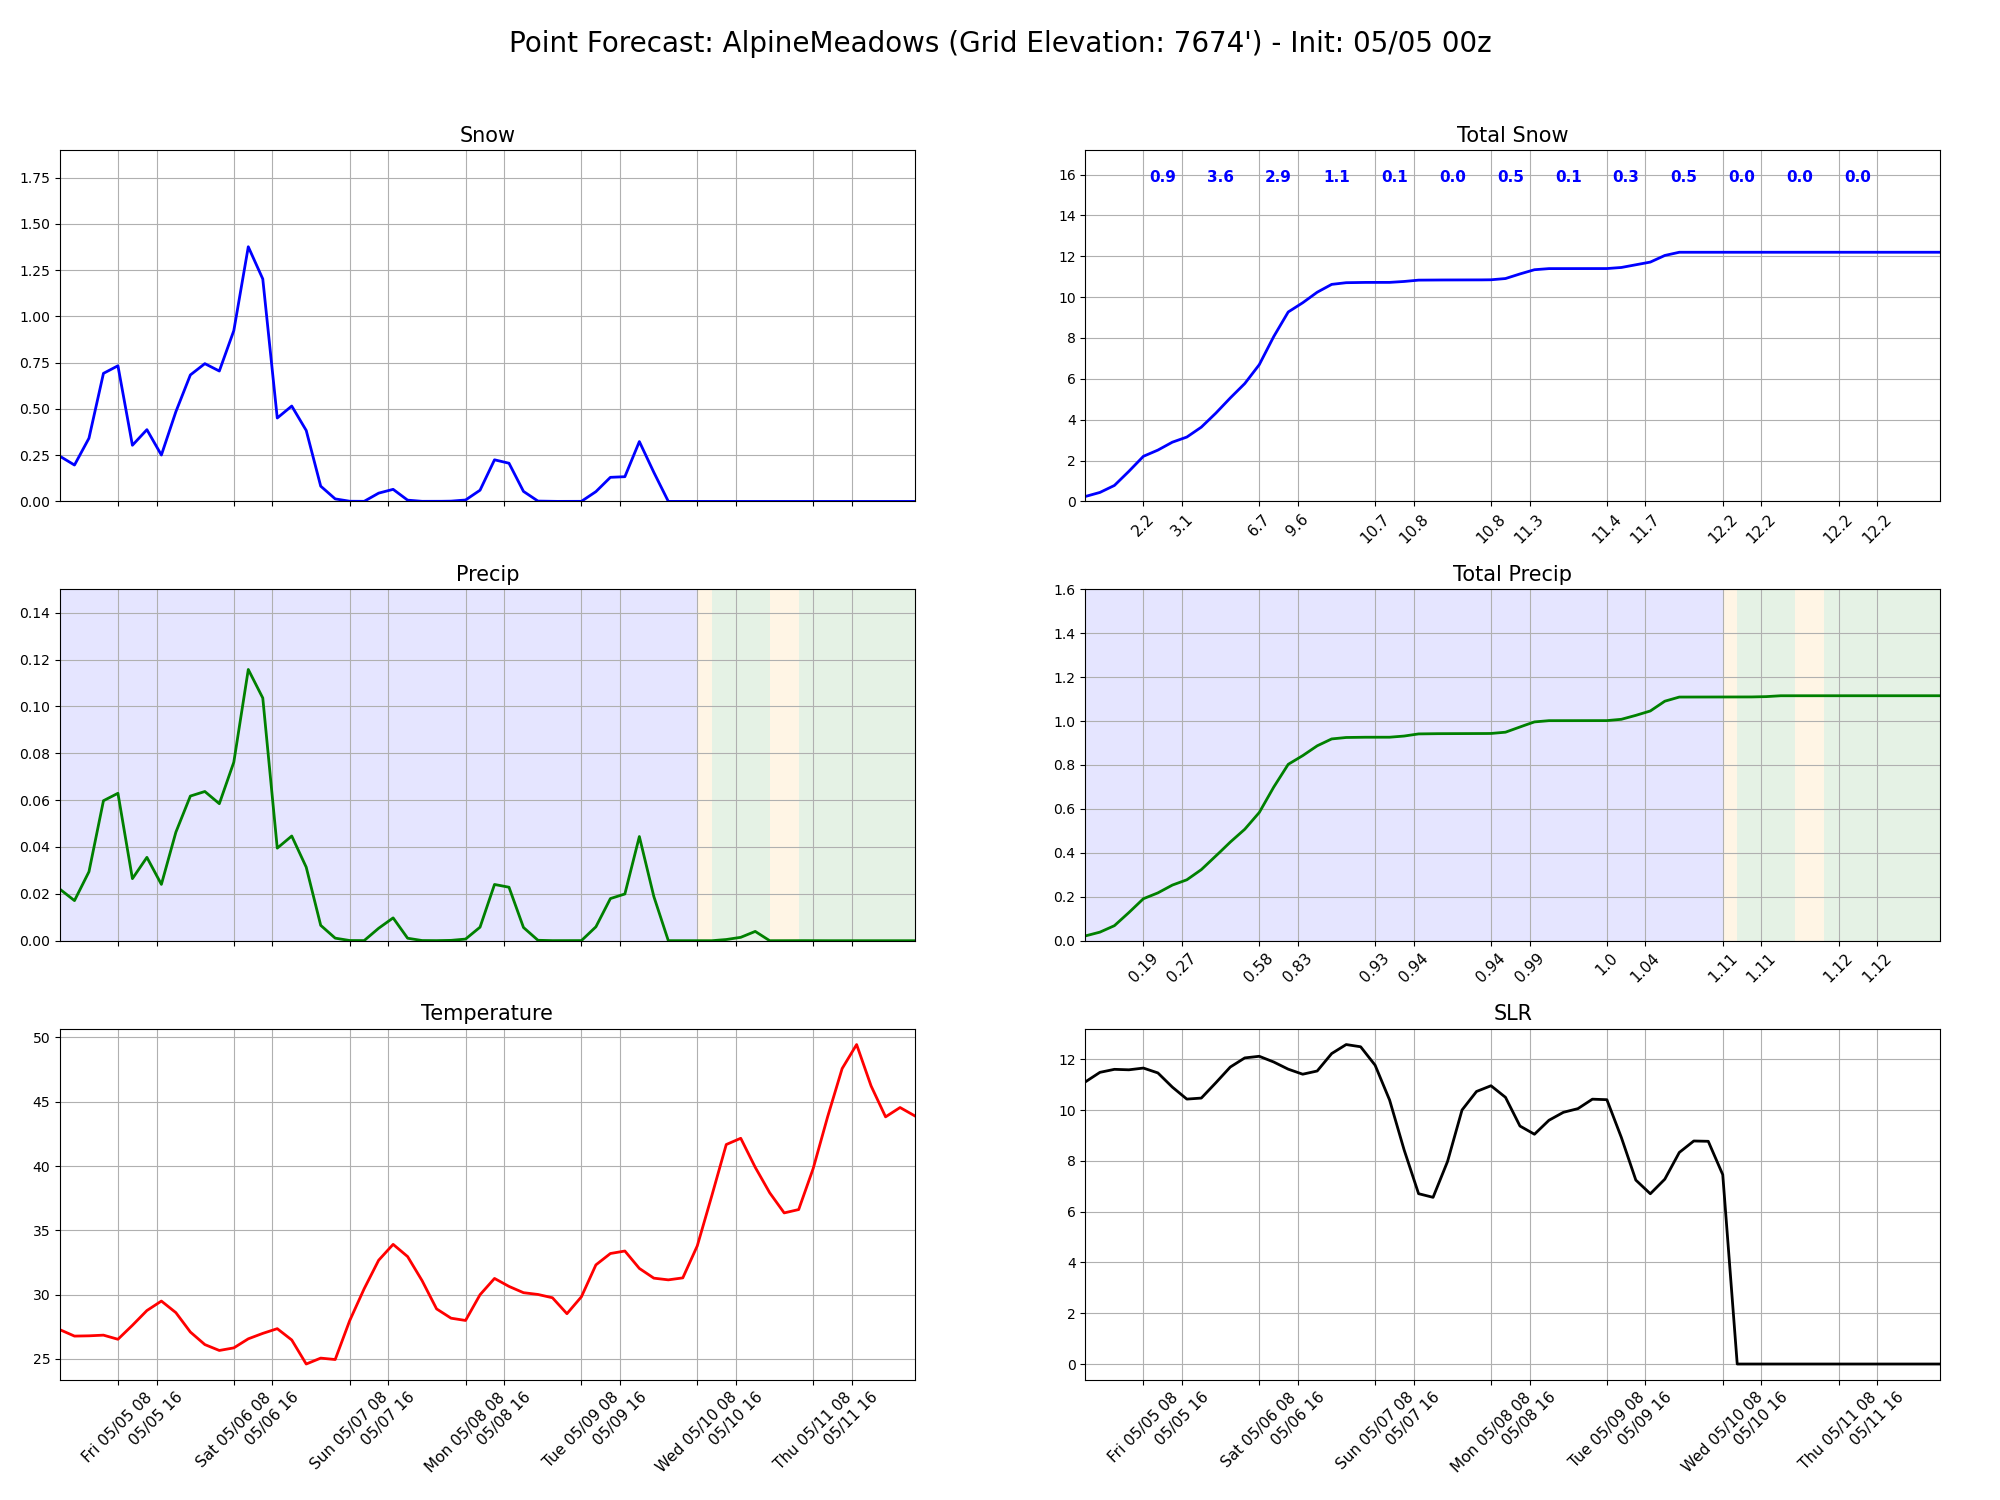 Point Forecast: AlpineMeadows (Grid Elevation: 7674') - Init: 05/05 00z
Snow
1.75
1.50
1.25
1.00
0.75
0.50
0.25
0.00
Total Snow
16
14
12
10
8
6
4
2
0
0.9 3.6 2.9 1.1 0.1 0.0 0.5 0.1 0.3 0.5 0.0 0.0 0.0
2.2 3.1 6.7 9.6 10.7 10.8 10.8 11.3 11.4 11.7 12.2 12.2 12.2 12.2
Precip
0.14
0.12
0.10
0.08
0.06
0.04
0.02
0.00
Total Precip
1.6
1.4
1.2
1.0
0.8
0.6
0.4
0.2
0.0
0.19 0.27 0.58 0.83 0.93 0.94 0.94 0.99 1.0 1.04 1.11 1.11 1.12 1.12
Temperature
50
45
40
35
30
25
Fri 05/05 08
05/05 16
Sat 05/06 08
05/06 16
Sun 05/07 08
05/07 16
Mon 05/08 08
05/08 16
Tue 05/09 08
05/09 16
Wed 05/10 08
05/10 16
Thu 05/11 08
05/11 16
SLR
12
10
8
6
4
2
0
Fri 05/05 08
05/05 16
Sat 05/06 08
05/06 16
Sun 05/07 08
05/07 16
Mon 05/08 08
05/08 16
Tue 05/09 08
05/09 16
Wed 05/10 08
05/10 16
Thu 05/11 08
05/11 16